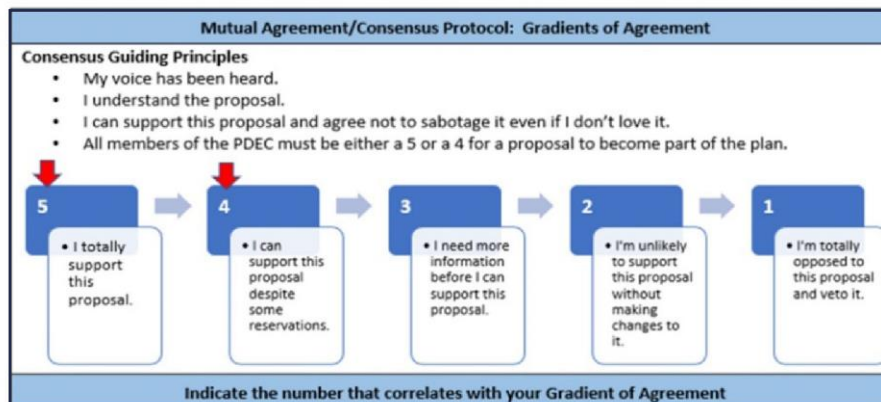 Mutual Agreement/Consensus Protocol: Gradients of Agreement
Consensus Guiding Principles
• My voice has been heard.
• I understand the proposal.
• I can support this proposal and agree not to sabotage it even if I don't love it.
• All members of the PDEC must be either a 5 or a 4 for a proposal to become part of the plan.
5
• I totally
support
this
proposal.
4
• I can
support this
proposal
despite
some
reservations.
3
• I need more
information
before I can
support this
proposal.
2
• I'm unlikely
to support
this proposal
without
making
changes to
it.
1
• I'm totally
opposed to
this proposal
and veto it.
Indicate the number that correlates with your Gradient of Agreement